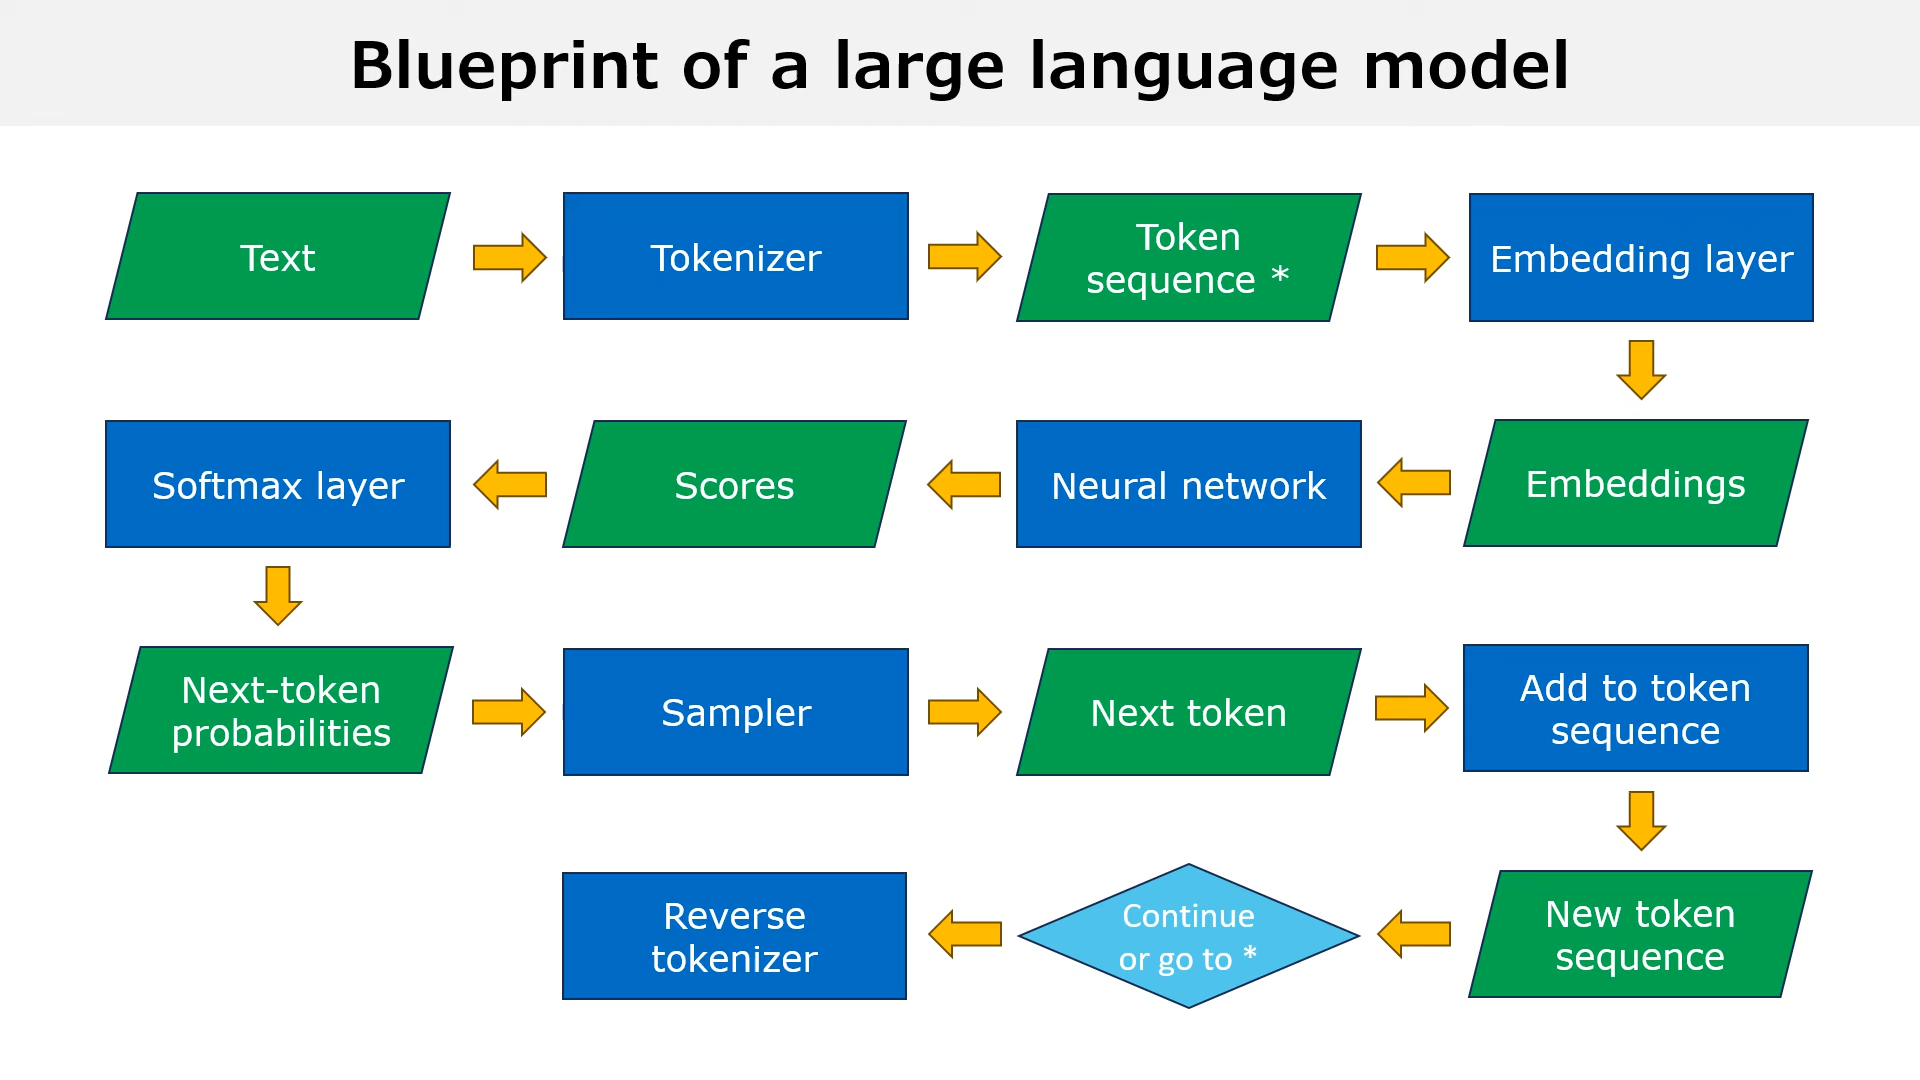 Blueprint of a large language model
Text
Tokenizer
Token
sequence *
Embedding layer
Softmax layer
Scores
Neural network
Embeddings
Next-token
probabilities
Sampler
Next token
Add to token
sequence
Reverse
tokenizer
Continue
or go to *
New token
sequence